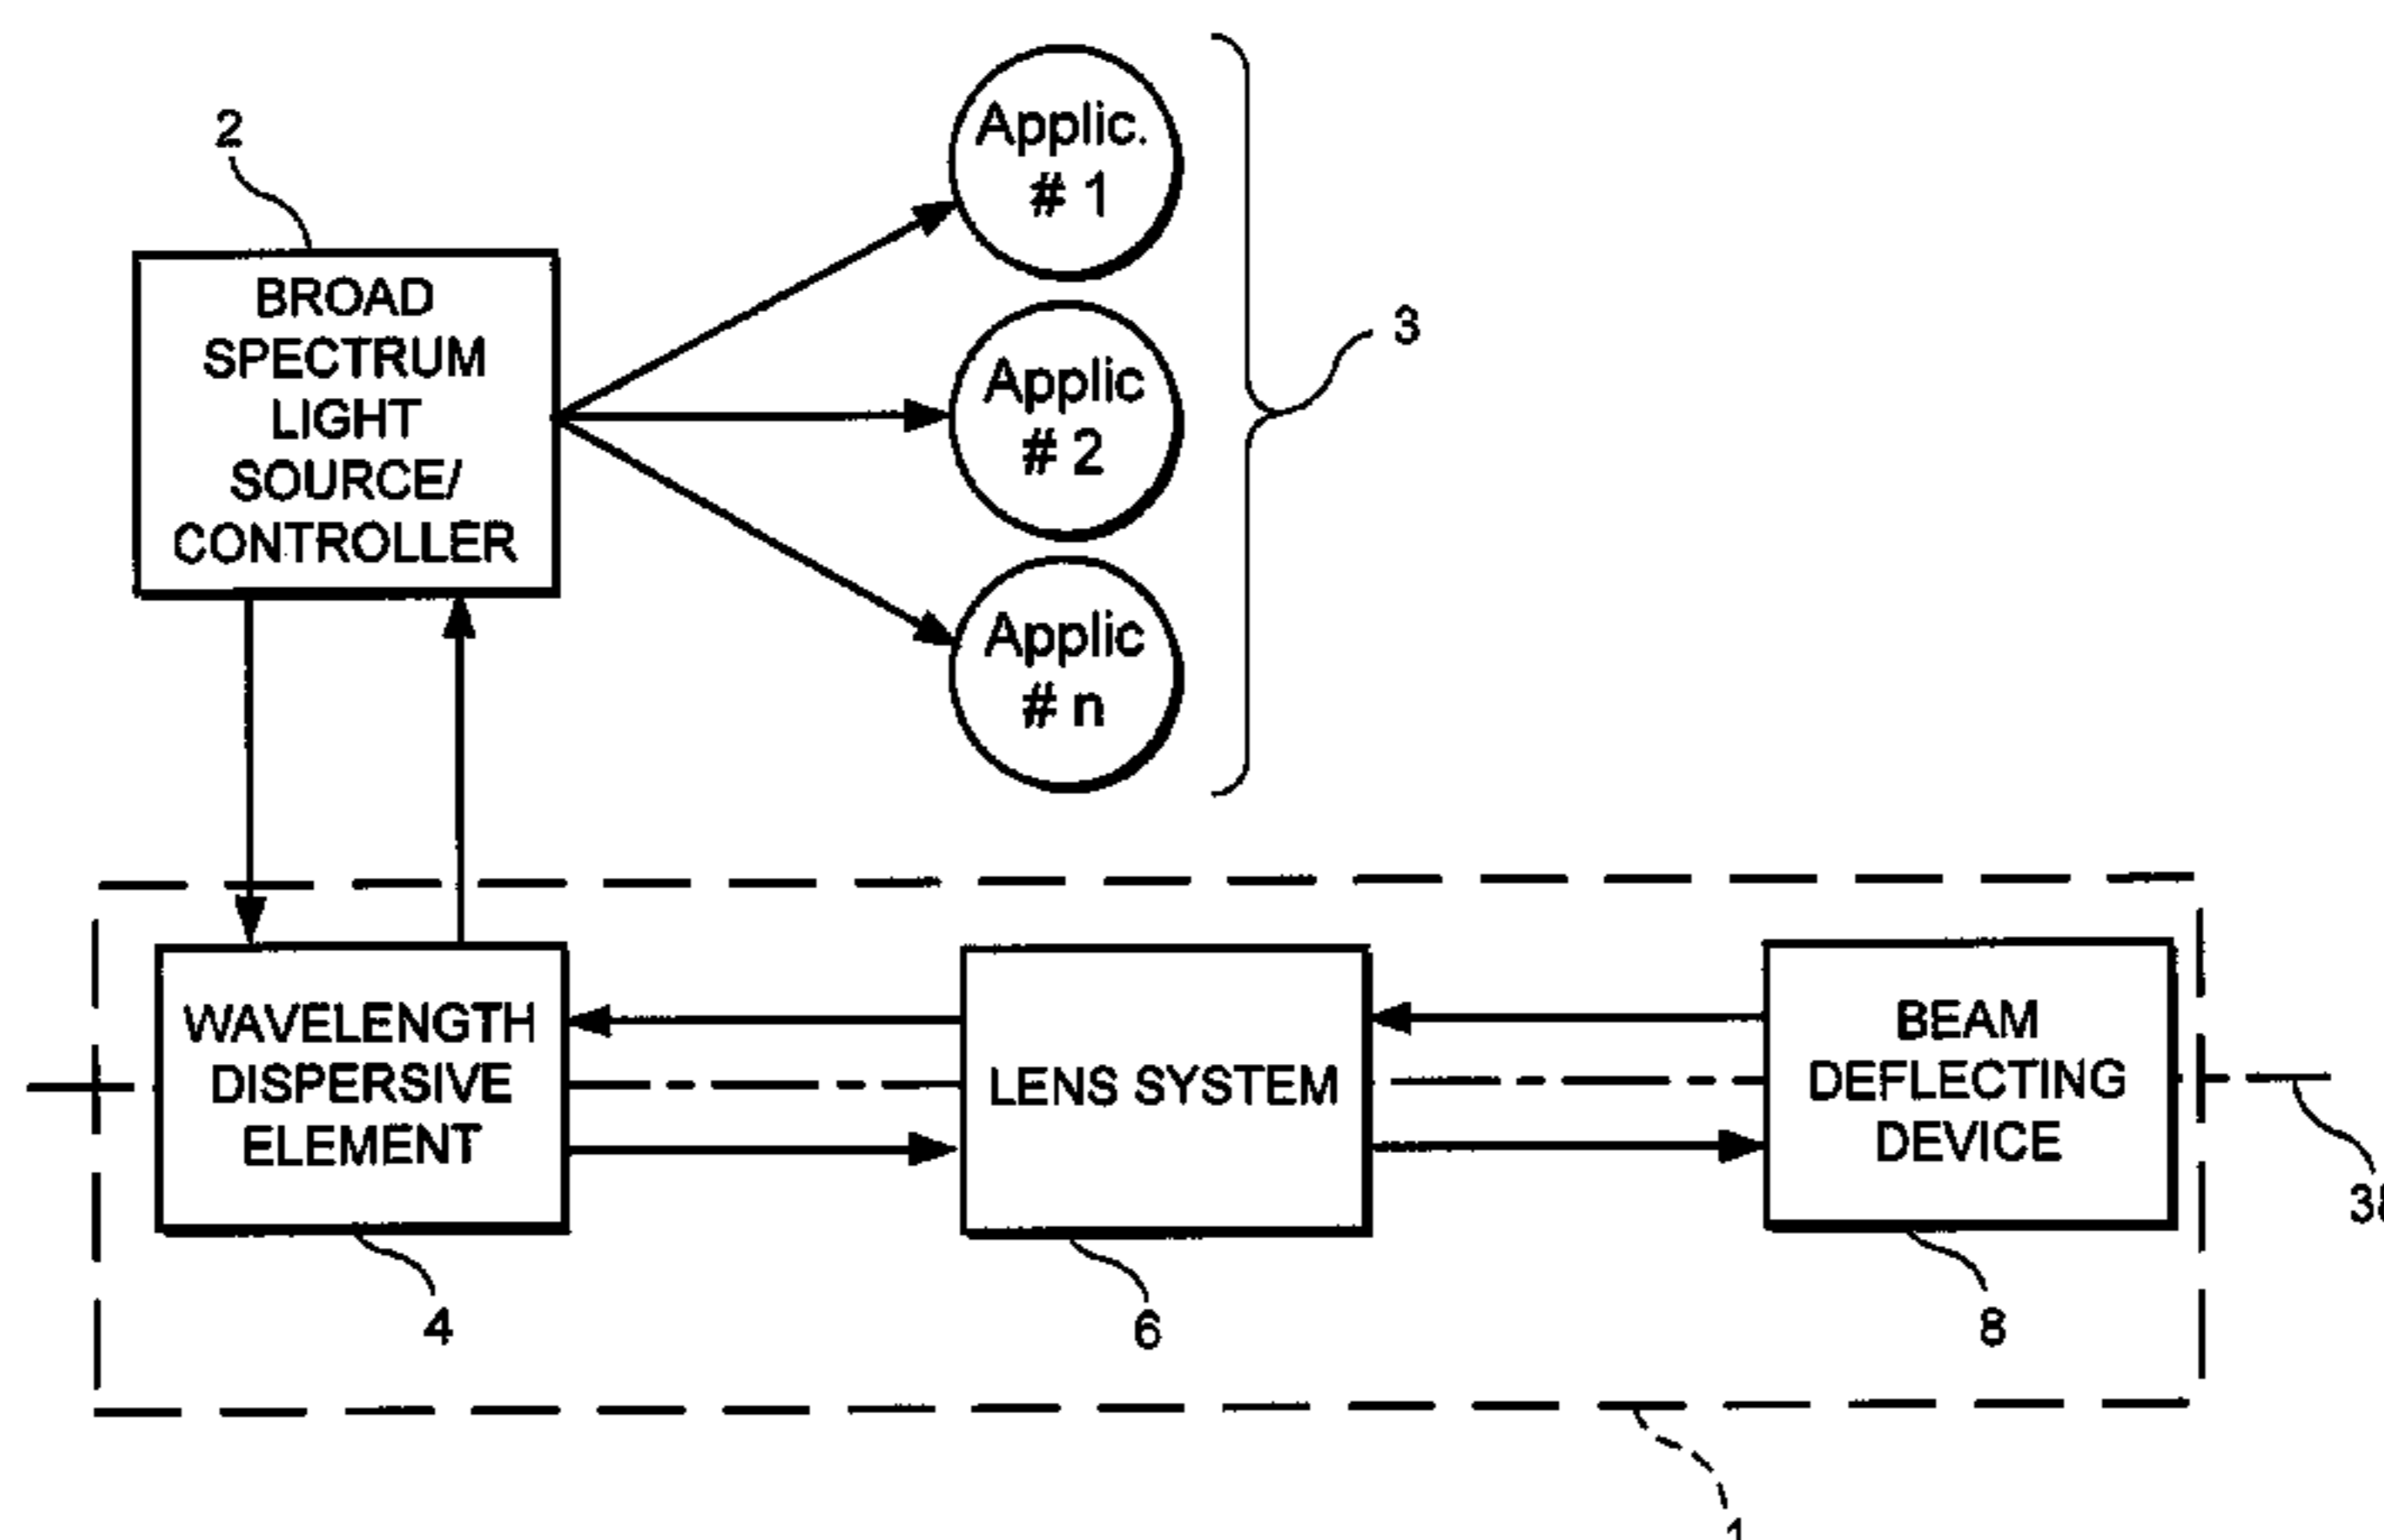 2
BROAD
SPECTRUM
LIGHT
SOURCE/
CONTROLLER
Applic.
# 1
Applic
# 2
Applic
# n
3
WAVELENGTH
DISPERSIVE
ELEMENT
LENS SYSTEM
BEAM
DEFLECTING
DEVICE
4
6
8
1